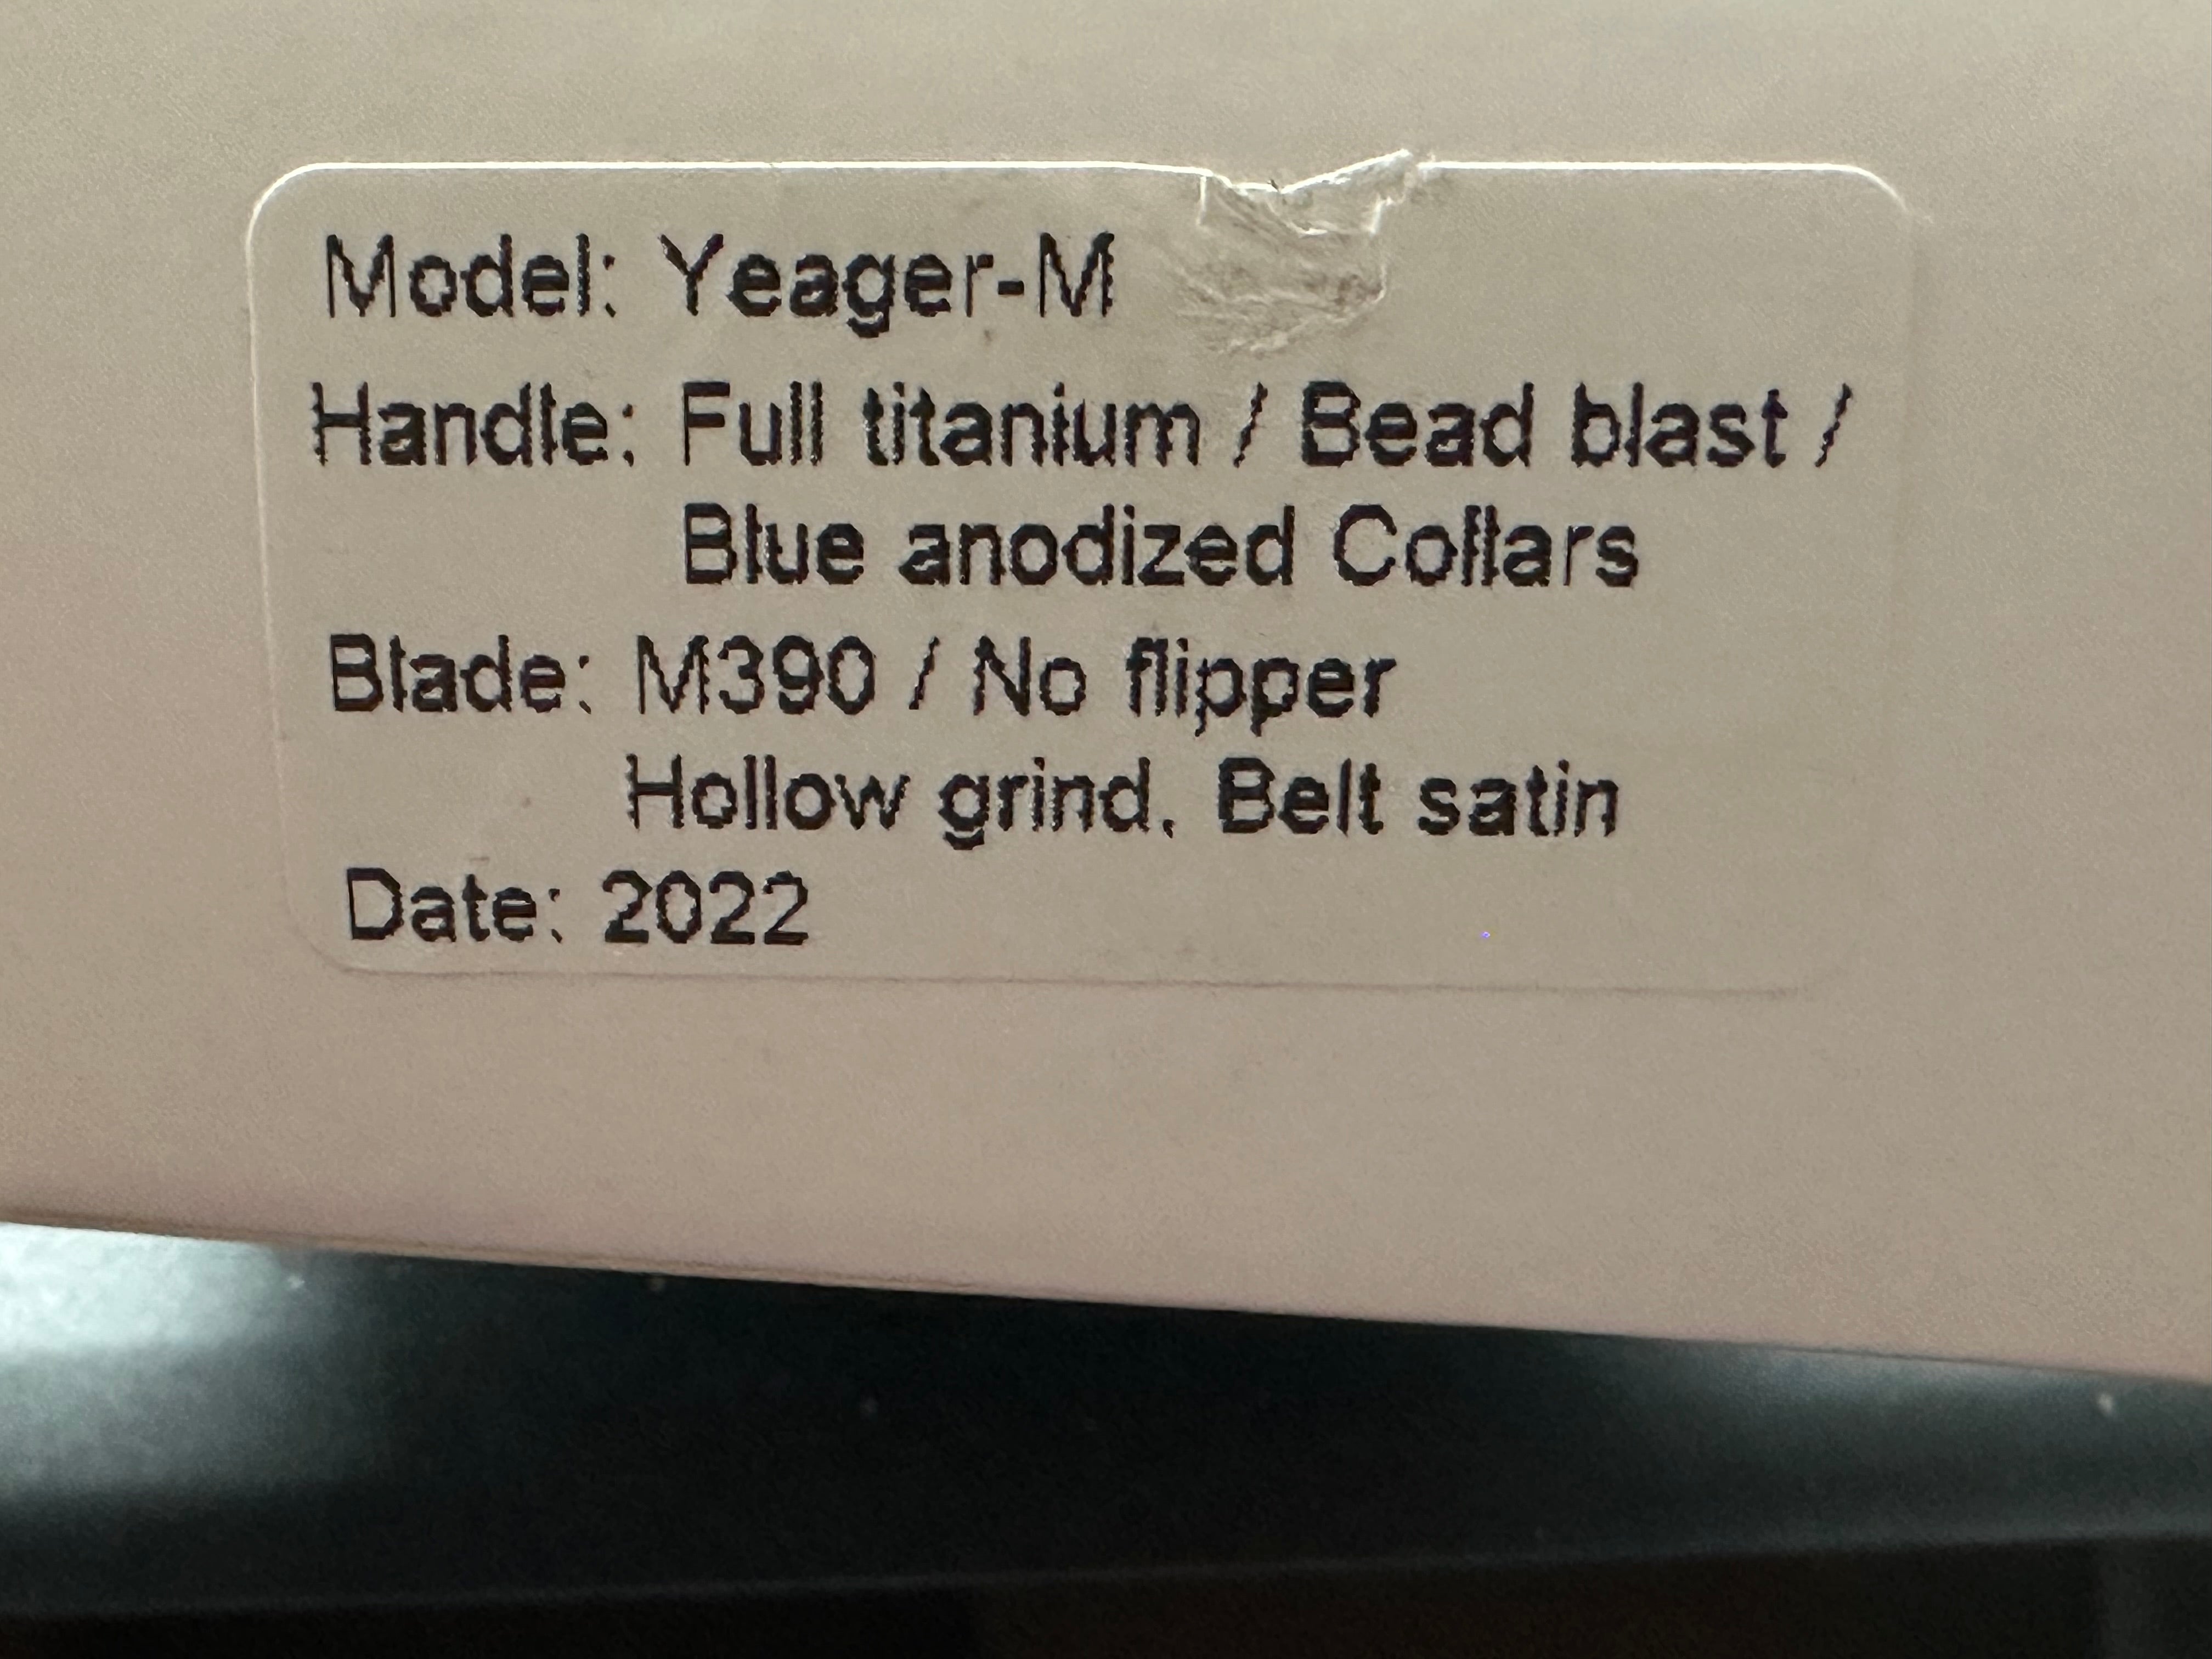 Model: Yeager-M
Handle: Full titanium / Bead blast /
Blue anodized Collars
Blade: M390 / No flipper
Hollow grind, Belt satin
Date: 2022